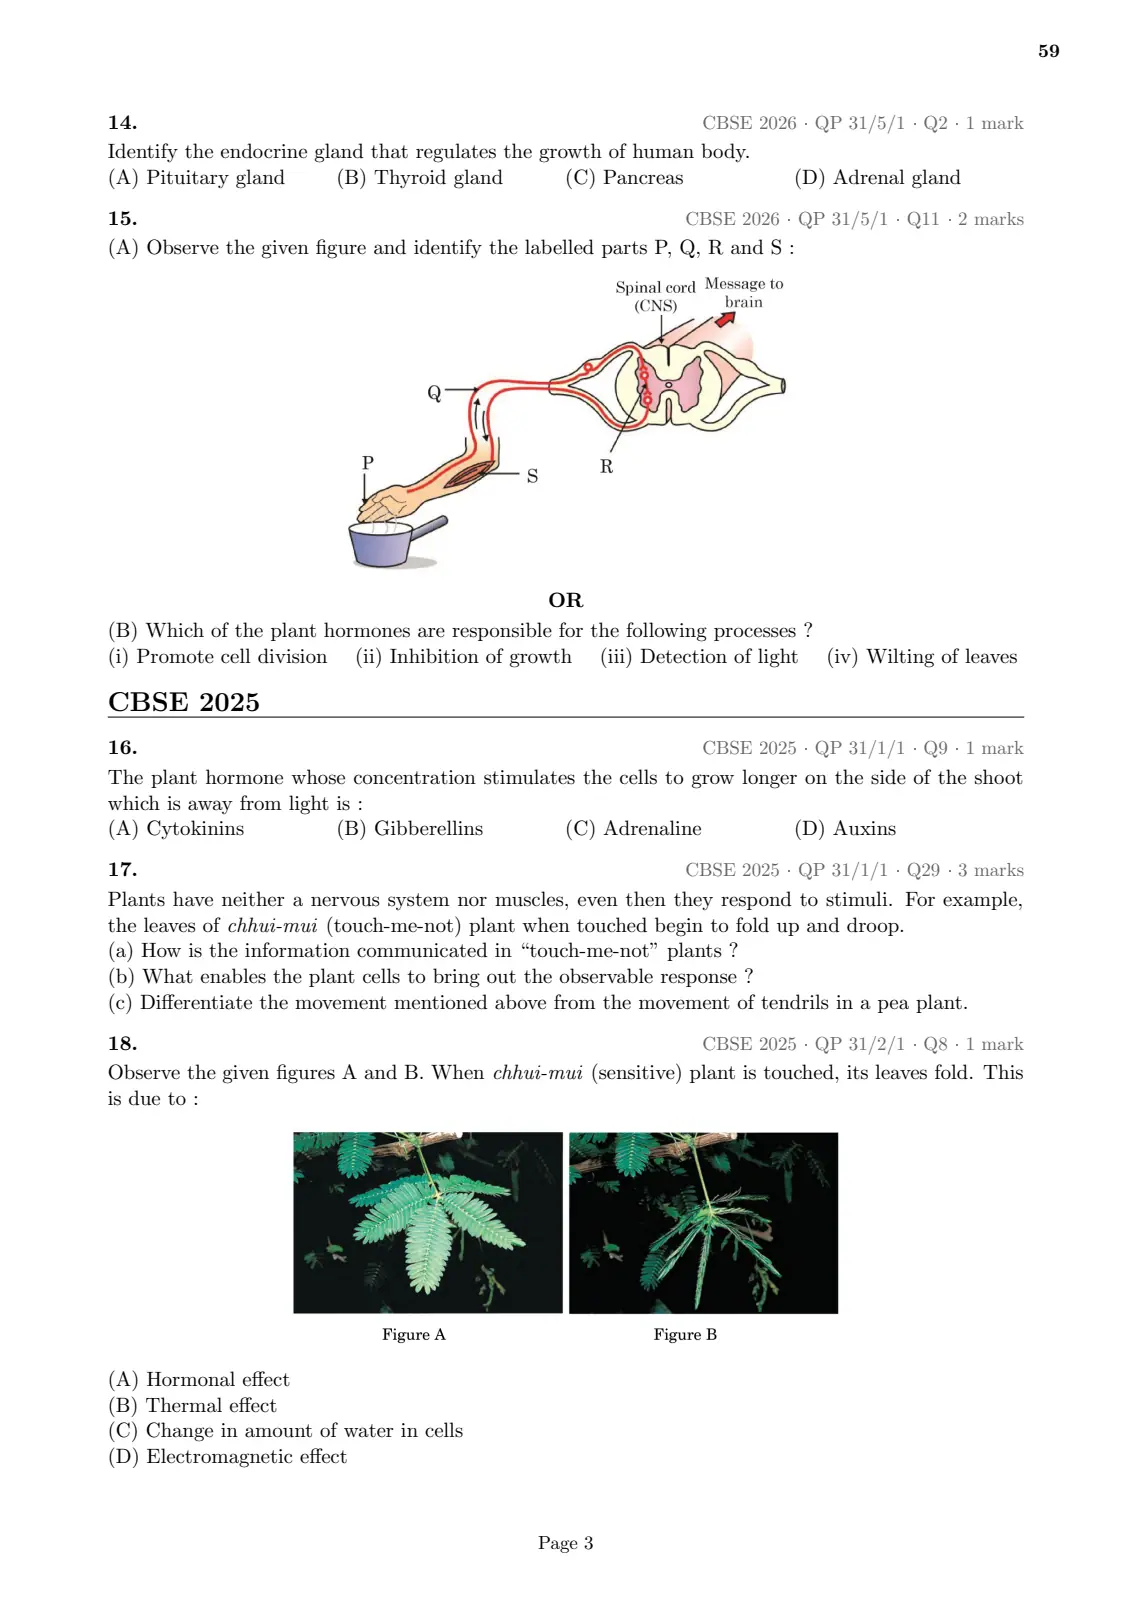 59
14. CBSE 2026 · QP 31/5/1 · Q2 · 1 mark
Identify the endocrine gland that regulates the growth of human body.
(A) Pituitary gland (B) Thyroid gland (C) Pancreas (D) Adrenal gland
15. CBSE 2026 · QP 31/5/1 · Q11 · 2 marks
(A) Observe the given figure and identify the labelled parts P, Q, R and S :
Spinal cord Message to
(CNS) brain
Q
P
R
S
OR
(B) Which of the plant hormones are responsible for the following processes ?
(i) Promote cell division (ii) Inhibition of growth (iii) Detection of light (iv) Wilting of leaves
CBSE 2025
16. CBSE 2025 · QP 31/1/1 · Q9 · 1 mark
The plant hormone whose concentration stimulates the cells to grow longer on the side of the shoot
which is away from light is :
(A) Cytokinins (B) Gibberellins (C) Adrenaline (D) Auxins
17. CBSE 2025 · QP 31/1/1 · Q29 · 3 marks
Plants have neither a nervous system nor muscles, even then they respond to stimuli. For example,
the leaves of chhui-mui (touch-me-not) plant when touched begin to fold up and droop.
(a) How is the information communicated in “touch-me-not” plants ?
(b) What enables the plant cells to bring out the observable response ?
(c) Differentiate the movement mentioned above from the movement of tendrils in a pea plant.
18. CBSE 2025 · QP 31/2/1 · Q8 · 1 mark
Observe the given figures A and B. When chhui-mui (sensitive) plant is touched, its leaves fold. This
is due to :
Figure A Figure B
(A) Hormonal effect
(B) Thermal effect
(C) Change in amount of water in cells
(D) Electromagnetic effect
Page 3